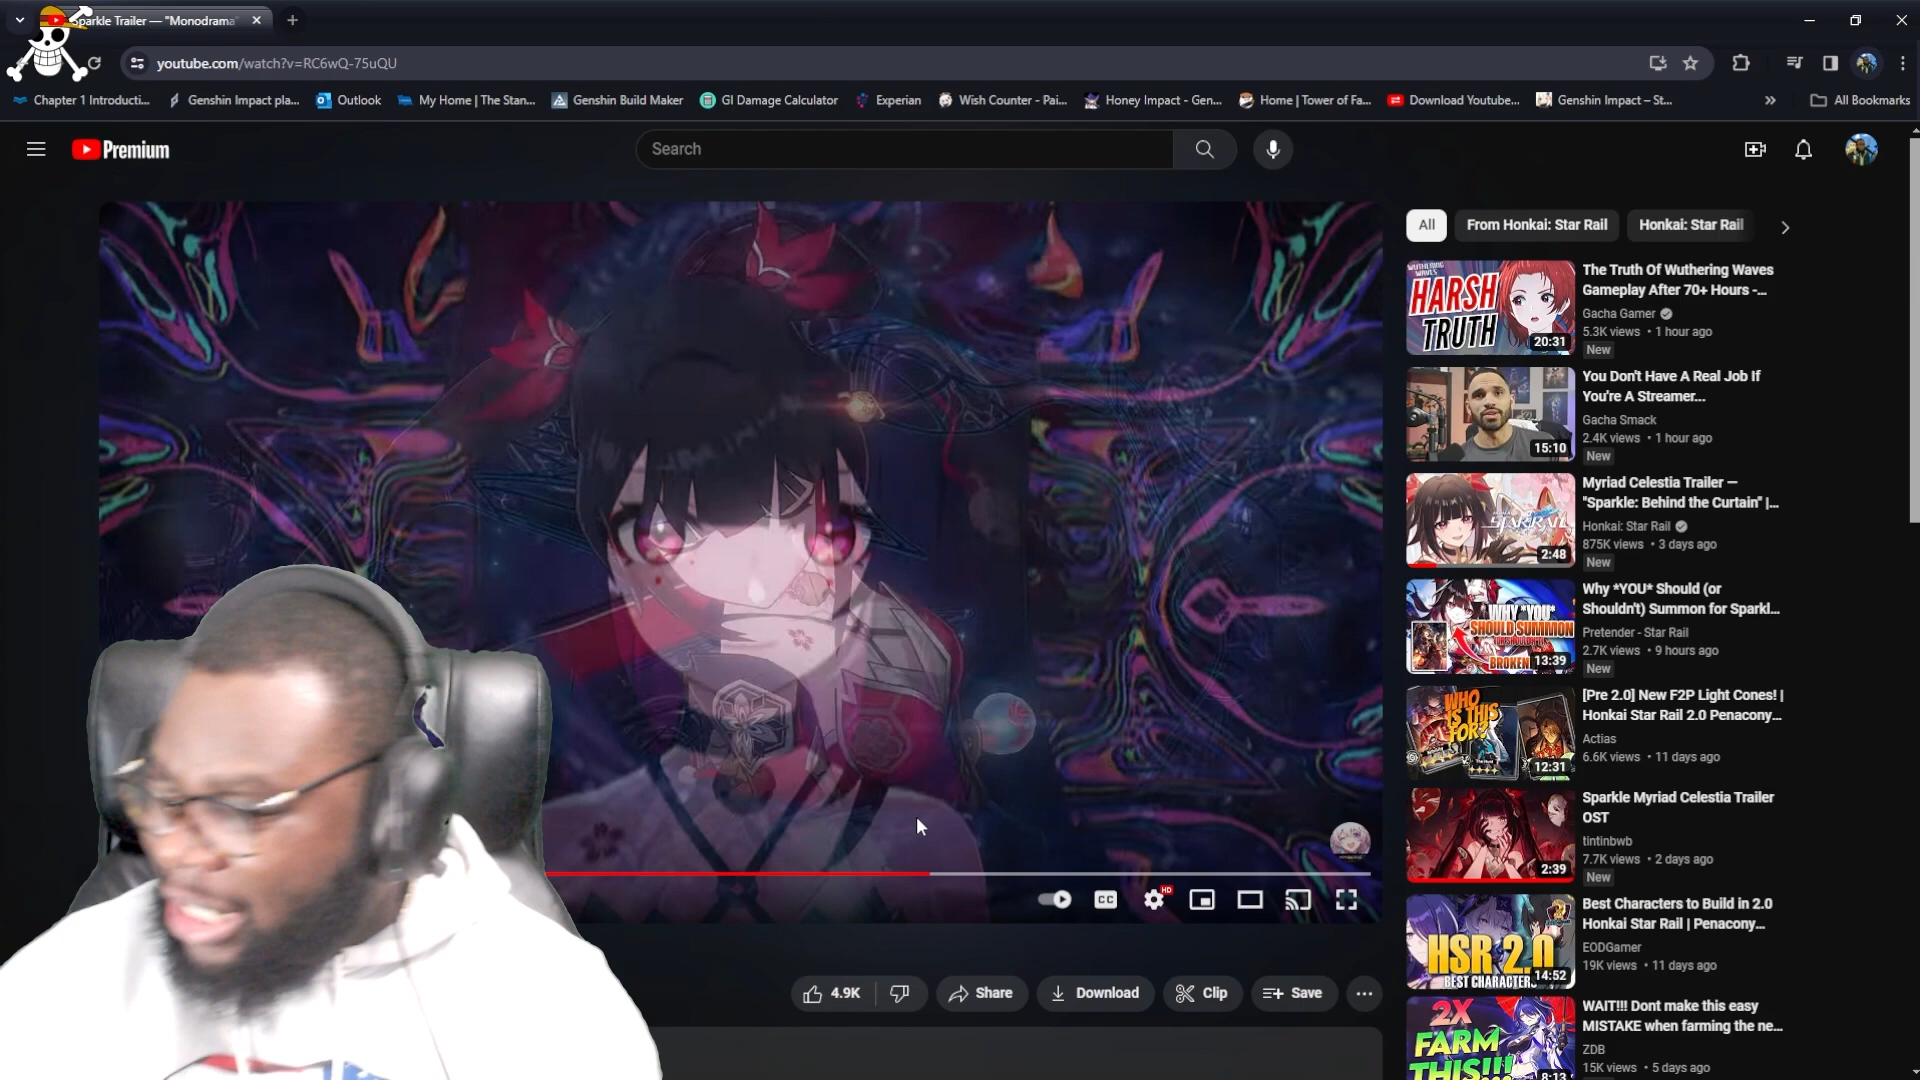 Sparkle Trailer — "Monodrama"
youtube.com/watch?v=RC6wQ-75uQU
Chapter 1 Introducti...
Genshin Impact pla...
Outlook
My Home | The Stan...
Genshin Build Maker
GI Damage Calculator
Experian
Wish Counter - Pai...
Honey Impact - Gen...
Home | Tower of Fa...
Download Youtube...
Genshin Impact – St...
All Bookmarks
Premium
Search
All
From Honkai: Star Rail
Honkai: Star Rail
WUTHERING WAVES
HARSH
TRUTH
20:31
The Truth Of Wuthering Waves
Gameplay After 70+ Hours -...
Gacha Gamer
5.3K views • 1 hour ago
New
15:10
You Don't Have A Real Job If
You're A Streamer...
Gacha Smack
2.4K views • 1 hour ago
New
STAR RAIL
2:48
Myriad Celestia Trailer —
"Sparkle: Behind the Curtain" |...
Honkai: Star Rail
875K views • 3 days ago
New
WHY *YOU*
SHOULD SUMMON
BROKEN
13:39
Why *YOU* Should (or
Shouldn't) Summon for Sparkl...
Pretender - Star Rail
2.7K views • 9 hours ago
New
WHO
IS THIS
FOR?
12:31
[Pre 2.0] New F2P Light Cones! |
Honkai Star Rail 2.0 Penacony...
Actias
6.6K views • 11 days ago
2:39
Sparkle Myriad Celestia Trailer
OST
tintinbwb
7.7K views • 2 days ago
New
HSR 2.0
BEST CHARACTERS
14:52
Best Characters to Build in 2.0
Honkai Star Rail | Penacony...
EODGamer
19K views • 11 days ago
2X
FARM
THIS!!!
8:13
WAIT!!! Dont make this easy
MISTAKE when farming the ne...
ZDB
15K views • 5 days ago
CC
HD
4.9K
Share
Download
Clip
Save